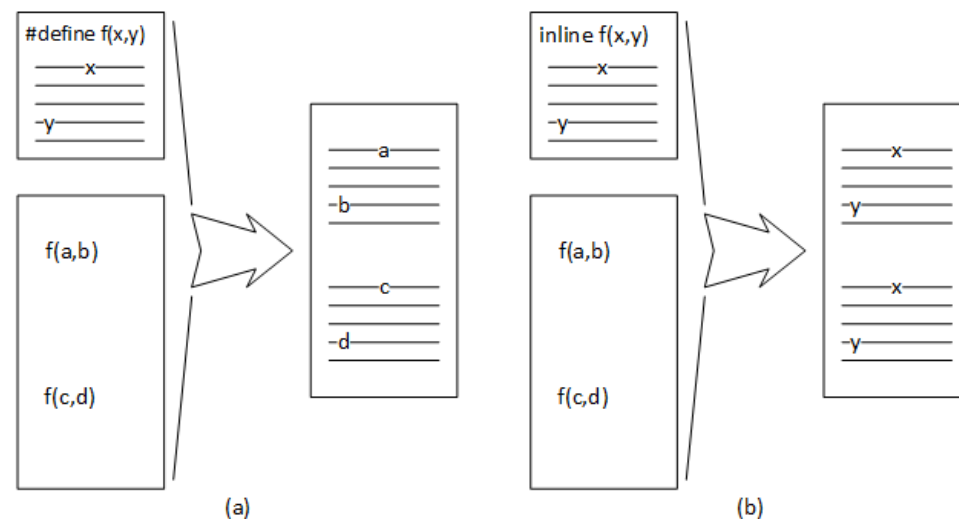 #define f(x,y)
x
y
f(a,b)
f(c,d)
a
b
c
d
(a)
inline f(x,y)
x
y
f(a,b)
f(c,d)
x
y
x
y
(b)